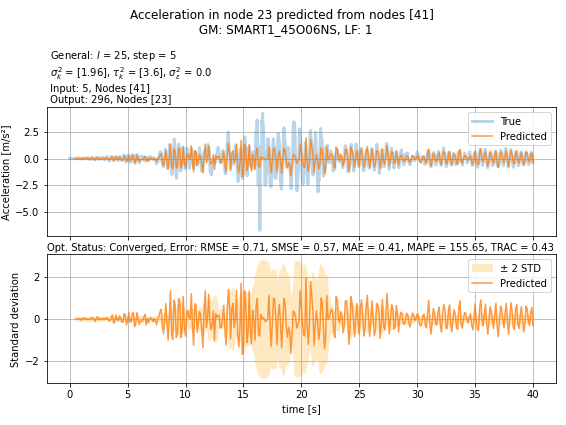 Acceleration in node 23 predicted from nodes [41]
GM: SMART1_45O06NS, LF: 1
General: l = 25, step = 5
σ²ₖ = [1.96], τ²ₖ = [3.6], σ²ε = 0.0
Input: 5, Nodes [41]
Output: 296, Nodes [23]
Acceleration [m/s²]
2.5
0.0
−2.5
−5.0
True
Predicted
Opt. Status: Converged, Error: RMSE = 0.71, SMSE = 0.57, MAE = 0.41, MAPE = 155.65, TRAC = 0.43
Standard deviation
2
0
−2
± 2 STD
Predicted
0 5 10 15 20 25 30 35 40
time [s]